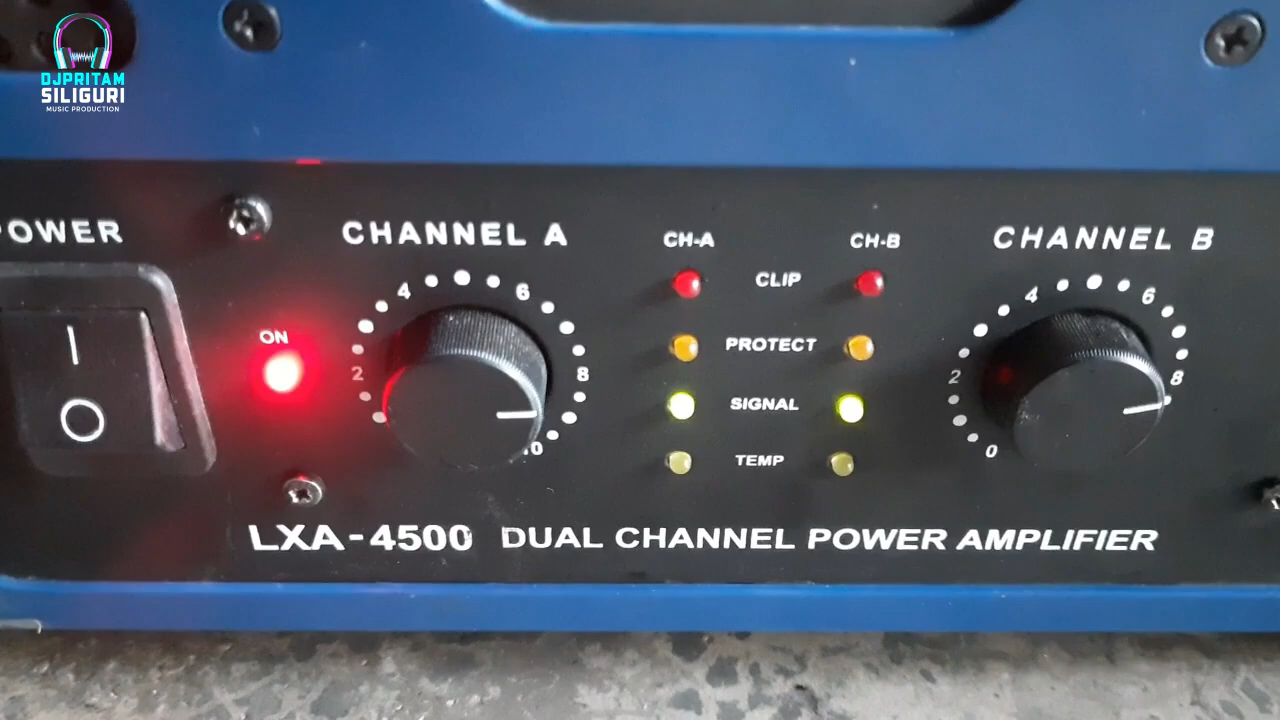 DJPRITAM
SILIGURI
MUSIC PRODUCTION
POWER
I
O
ON
CHANNEL A
2
4
6
8
CH-A
CH-B
CLIP
PROTECT
SIGNAL
TEMP
CHANNEL B
0
2
4
6
8
LXA-4500 DUAL CHANNEL POWER AMPLIFIER